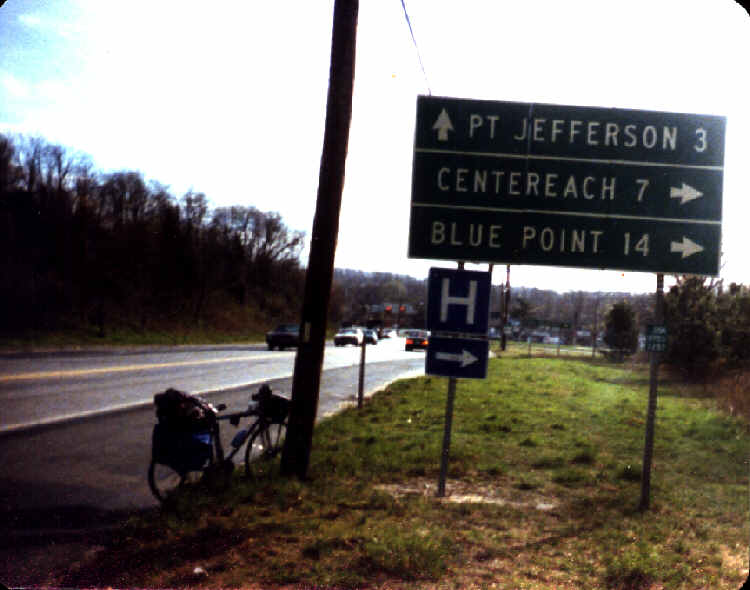 PT JEFFERSON 3
CENTEREACH 7
BLUE POINT 14
H